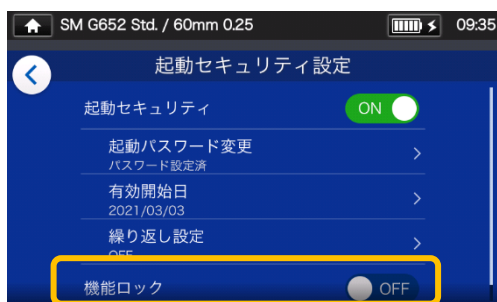 SM G652 Std. / 60mm 0.25
09:35
起動セキュリティ設定
起動セキュリティ
ON
起動パスワード変更
パスワード設定済
有効開始日
2021/03/03
繰り返し設定
OFF
機能ロック
OFF